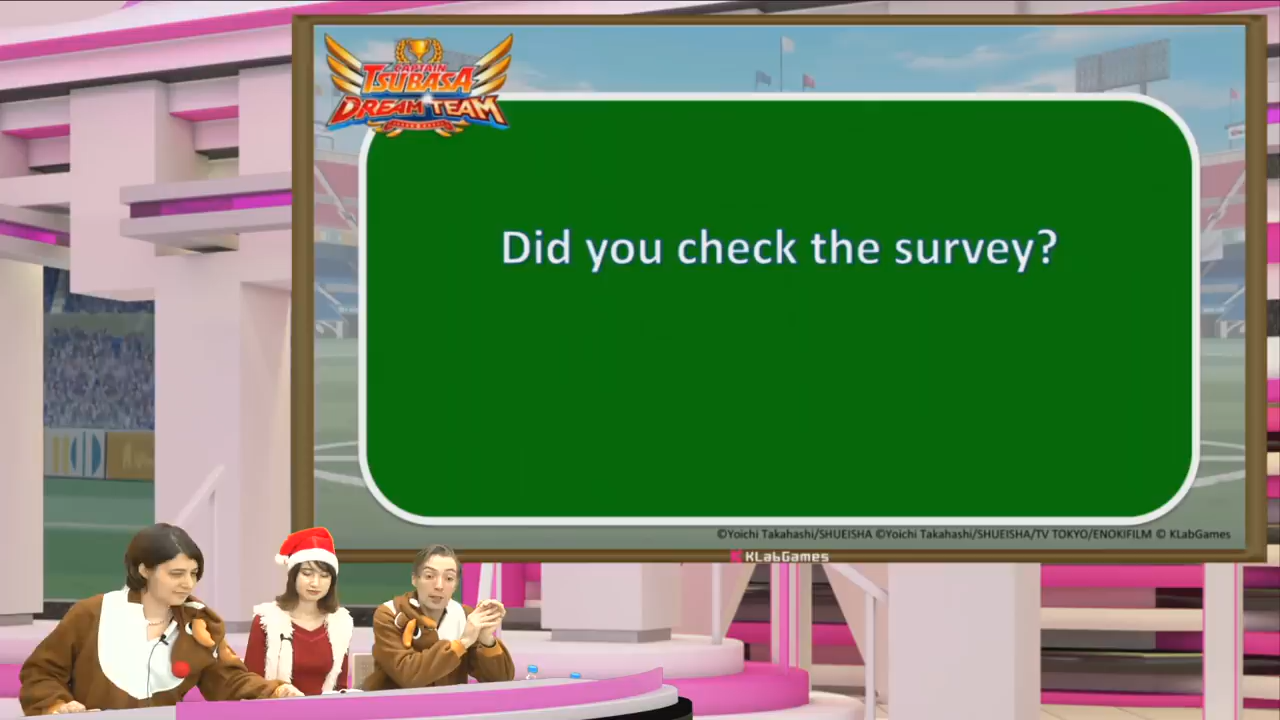 CAPTAIN
TSUBASA
DREAM TEAM
Did you check the survey?
©Yoichi Takahashi/SHUEISHA ©Yoichi Takahashi/SHUEISHA/TV TOKYO/ENOKIFILM © KLabGames
KLabGames